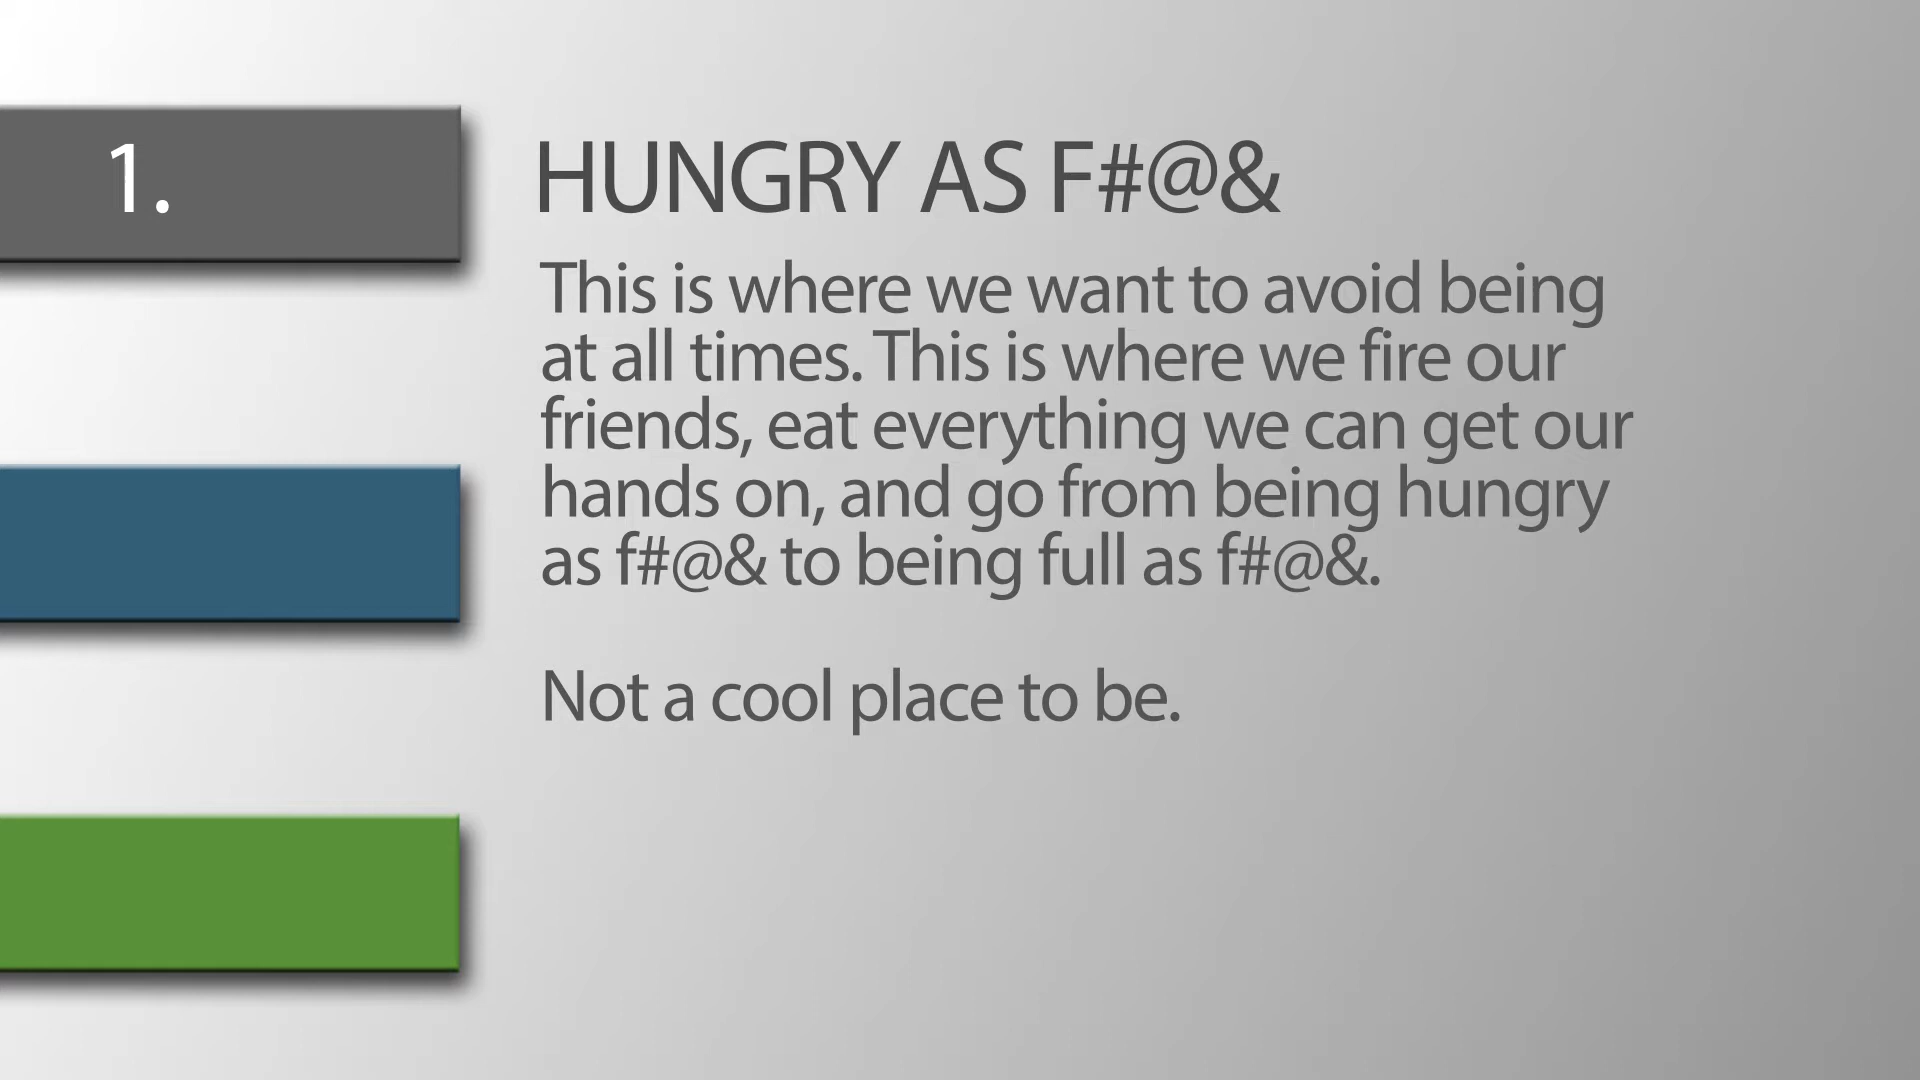 1.
HUNGRY AS F#@&
This is where we want to avoid being
at all times. This is where we fire our
friends, eat everything we can get our
hands on, and go from being hungry
as f#@& to being full as f#@&.
Not a cool place to be.